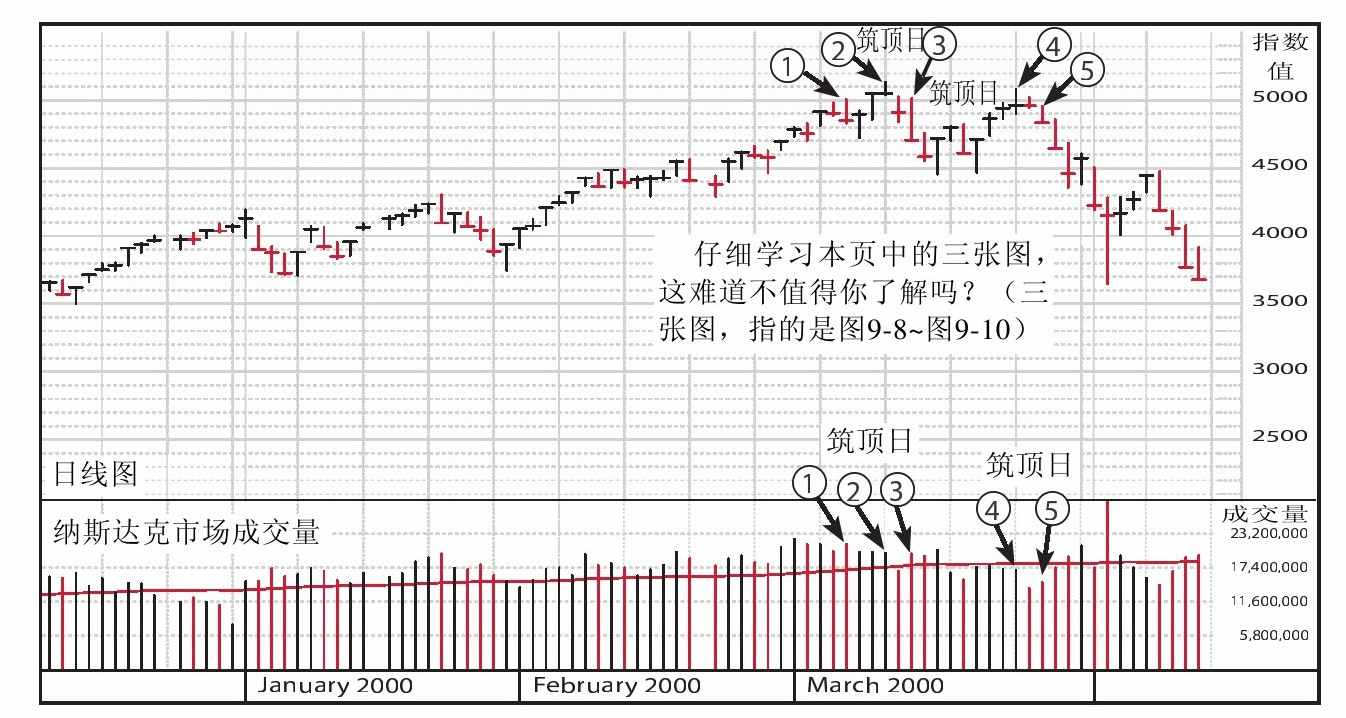 指数
值
① ② 筑顶日 ③ ④
⑤
筑顶日
5000
4500
4000
3500
3000
2500
仔细学习本页中的三张图，
这难道不值得你了解吗？（三
张图，指的是图9-8~图9-10）
日线图
筑顶日
筑顶日
① ② ③ ④ ⑤
纳斯达克市场成交量
成交量
23,200,000
17,400,000
11,600,000
5,800,000
January 2000 February 2000 March 2000